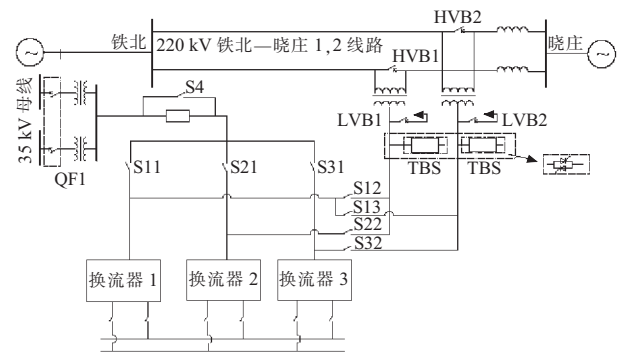 HVB2
铁北
220 kV 铁北—晓庄 1,2 线路
晓庄
HVB1
35 kV 母线
S4
LVB1
LVB2
QF1
S11
S21
S31
TBS
TBS
S12
S13
S22
S32
换流器 1
换流器 2
换流器 3